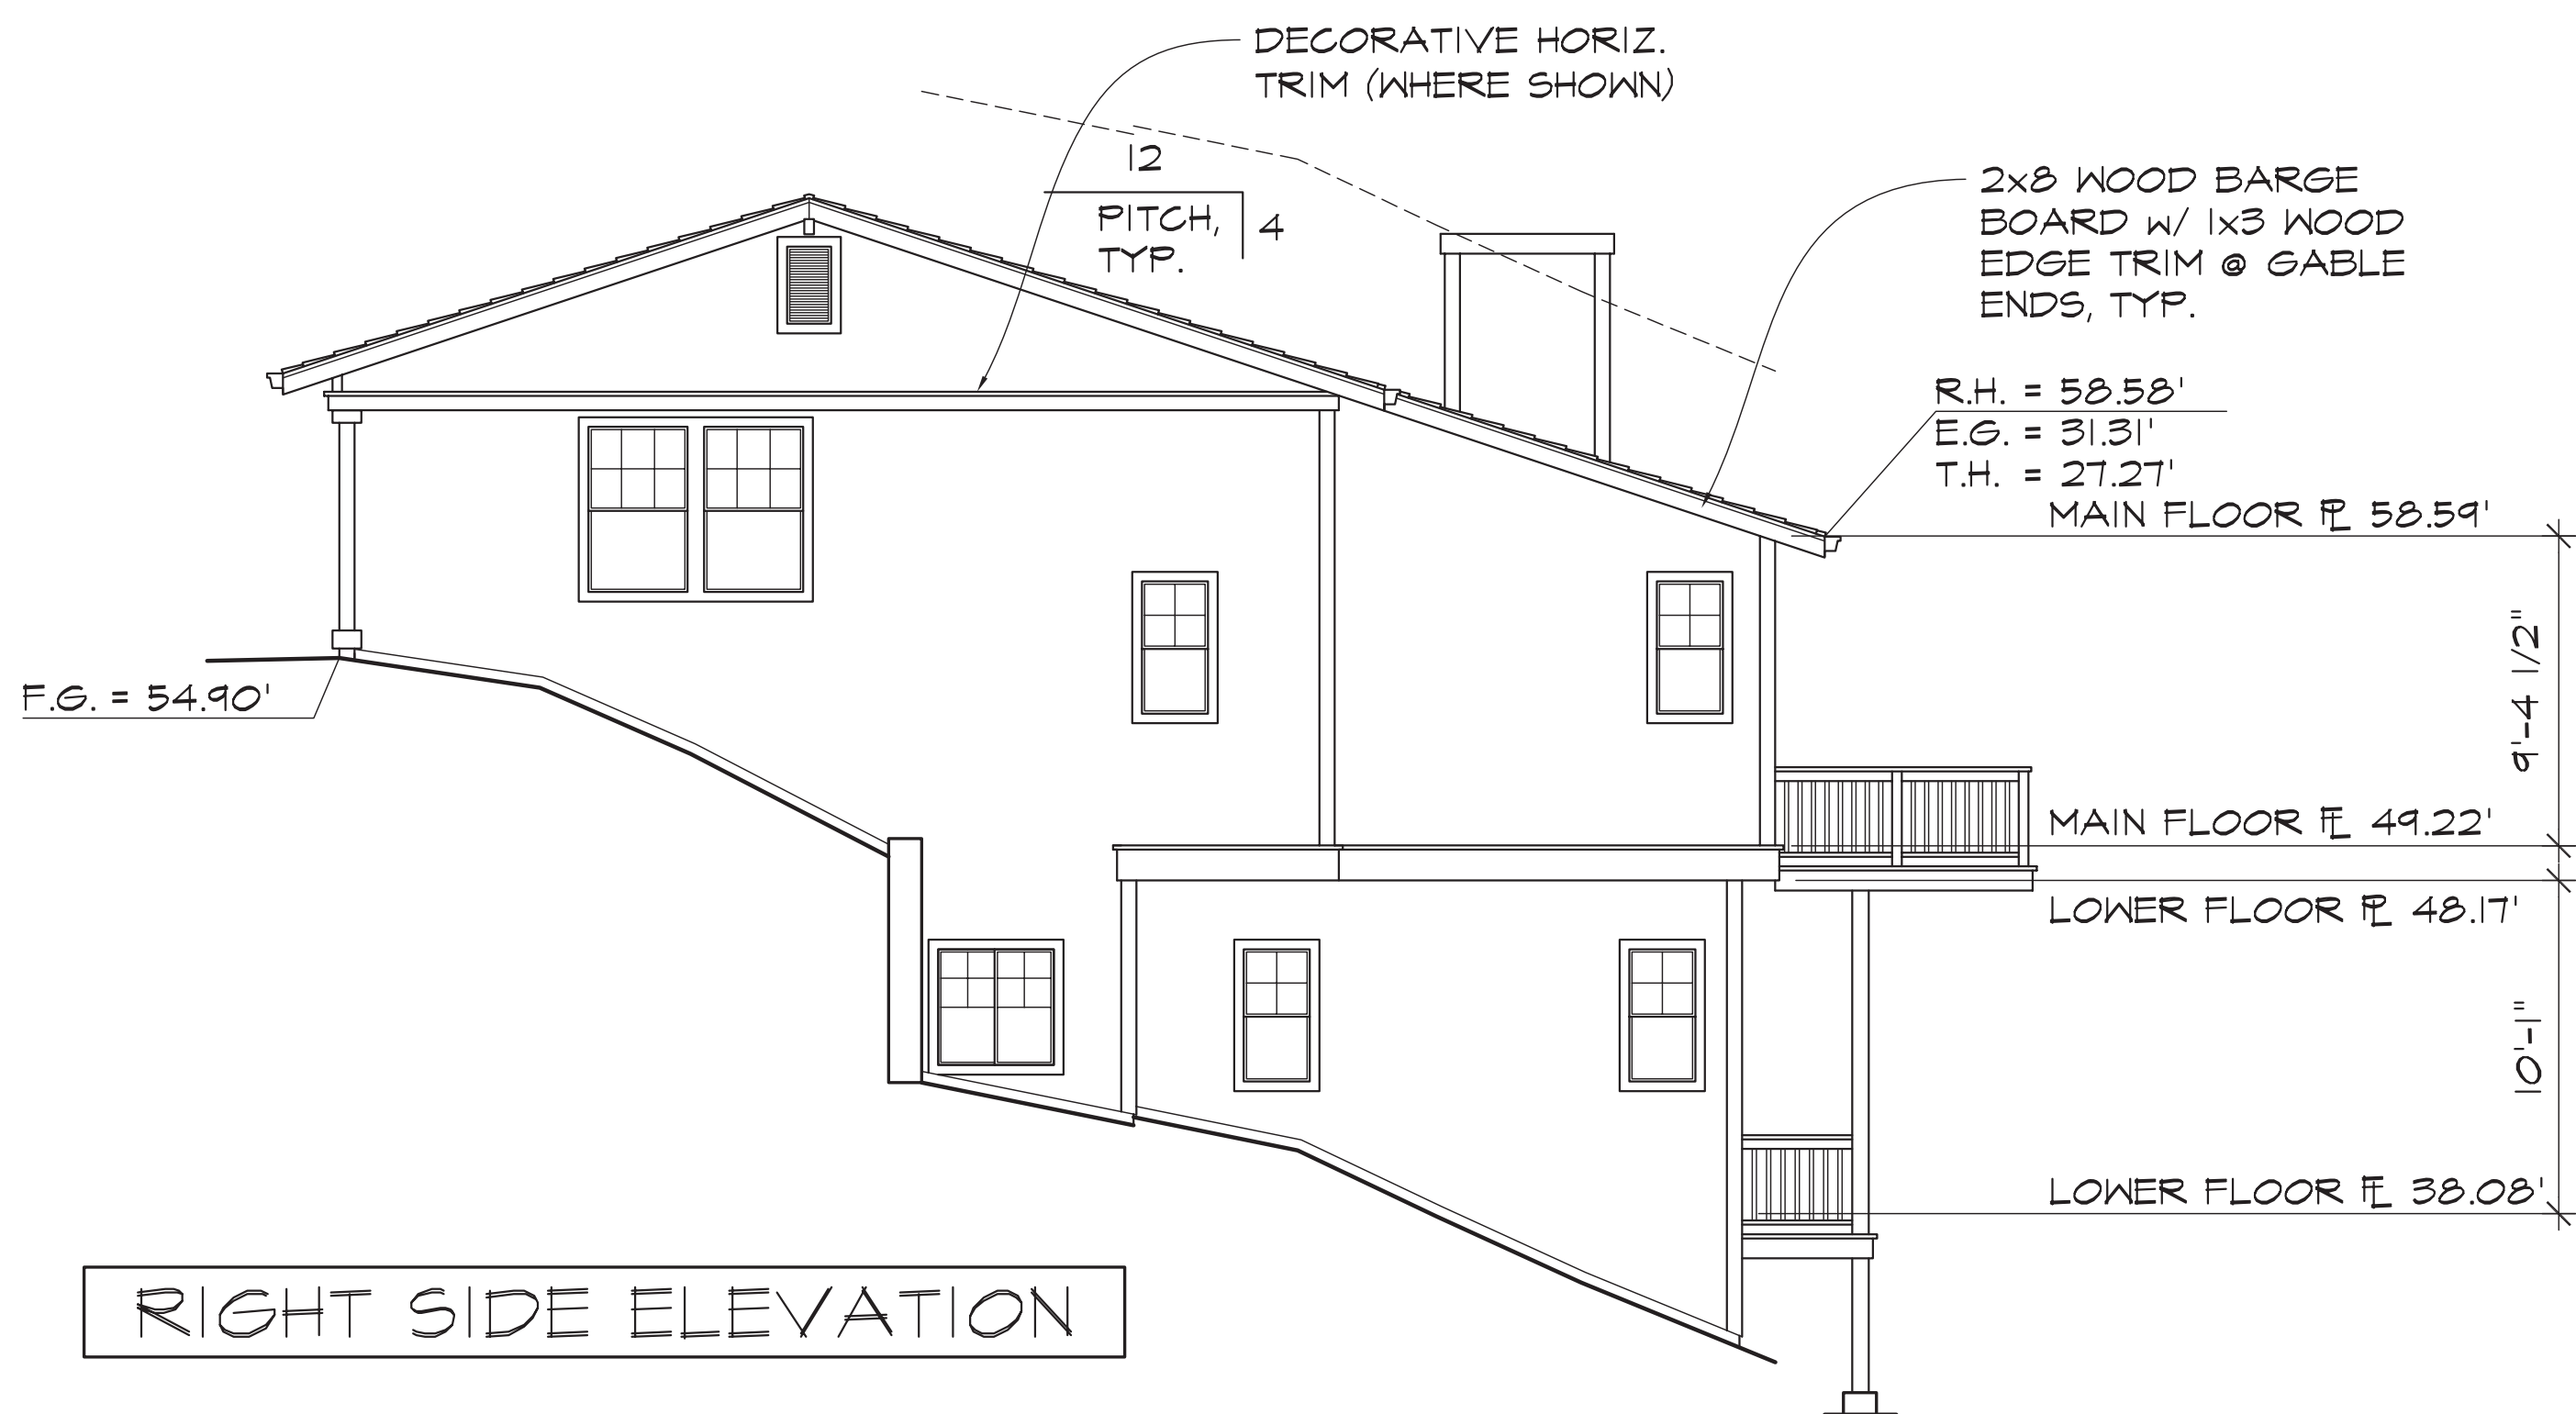 DECORATIVE HORIZ.
TRIM (WHERE SHOWN)
12
PITCH,
TYP.
4
2x8 WOOD BARGE
BOARD w/ 1x3 WOOD
EDGE TRIM @ GABLE
ENDS, TYP.
R.H. = 58.58'
E.G. = 31.31'
T.H. = 27.27'
MAIN FLOOR PL 58.59'
9'-4 1/2"
F.G. = 54.90'
MAIN FLOOR FL 49.22'
LOWER FLOOR PL 48.17'
10'-1"
LOWER FLOOR FL 38.08'
RIGHT SIDE ELEVATION